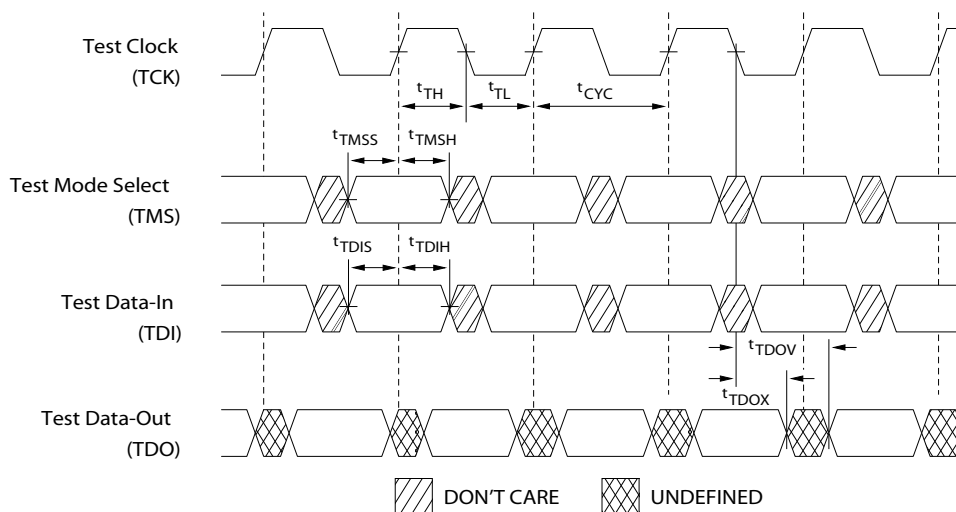 Test Clock
(TCK)
tTH
tTL
tCYC
tTMSS
tTMSH
Test Mode Select
(TMS)
tTDIS
tTDIH
Test Data-In
(TDI)
tTDOV
tTDOX
Test Data-Out
(TDO)
DON'T CARE
UNDEFINED